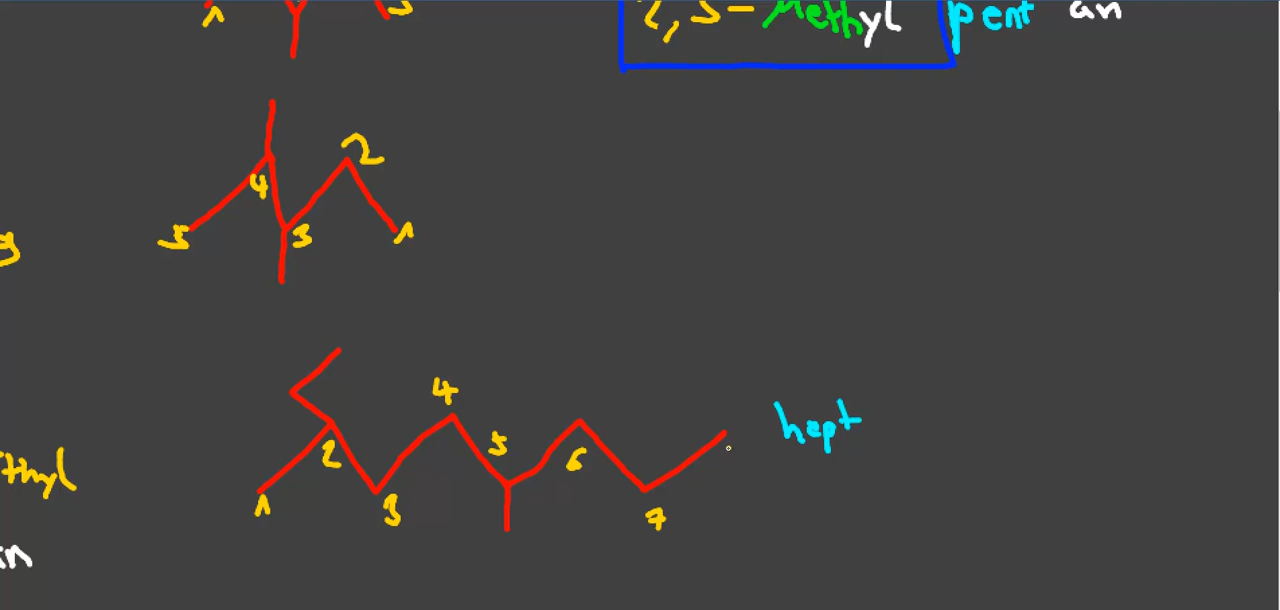 2, 3 - Methyl pent an
2
4
5 3 1
4 hept
2 5 6
thyl
1 3 7
an